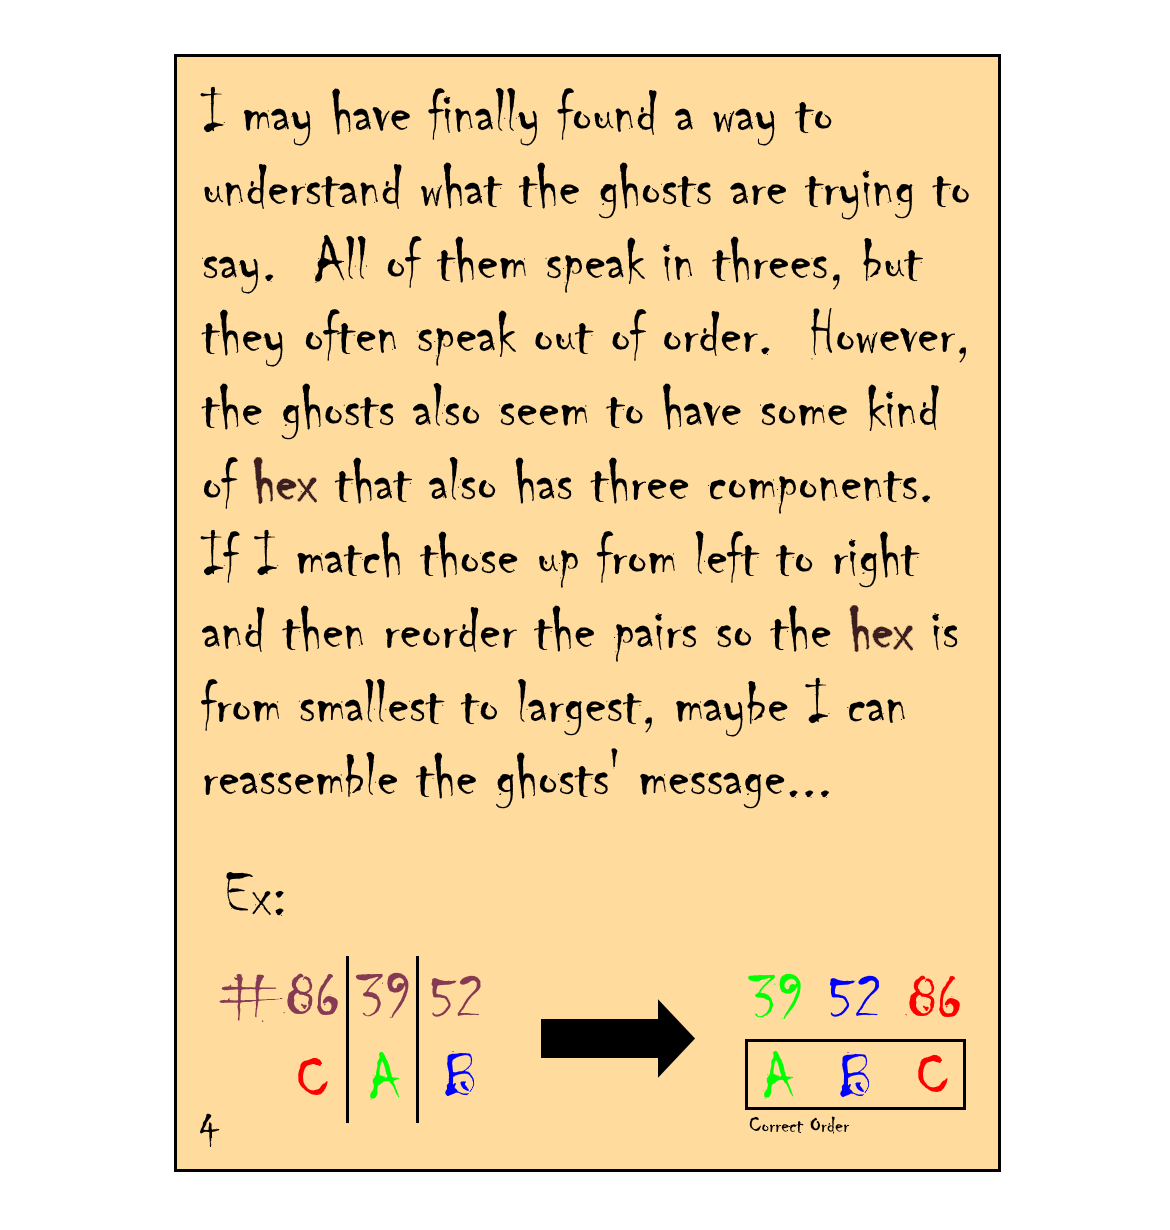 I may have finally found a way to
understand what the ghosts are trying to
say.  All of them speak in threes, but
they often speak out of order.  However,
the ghosts also seem to have some kind
of hex that also has three components.
If I match those up from left to right
and then reorder the pairs so the hex is
from smallest to largest, maybe I can
reassemble the ghosts' message...
Ex:
#86 39 52
39 52 86
C A B
A B C
Correct Order
4